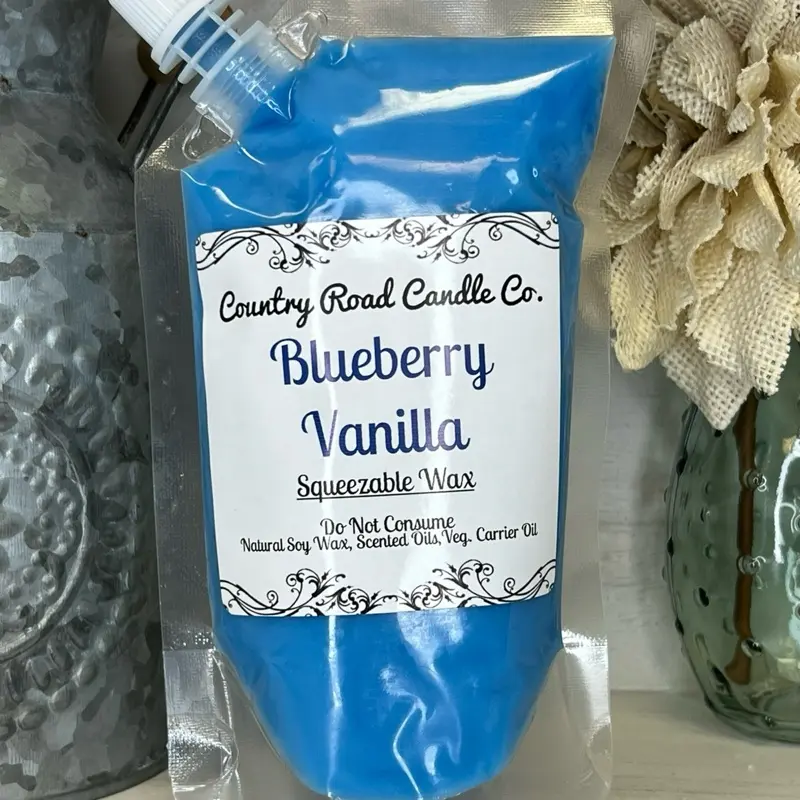 Country Road Candle Co.
Blueberry
Vanilla
Squeezable Wax
Do Not Consume
Natural Soy Wax, Scented Oils,Veg. Carrier Oil